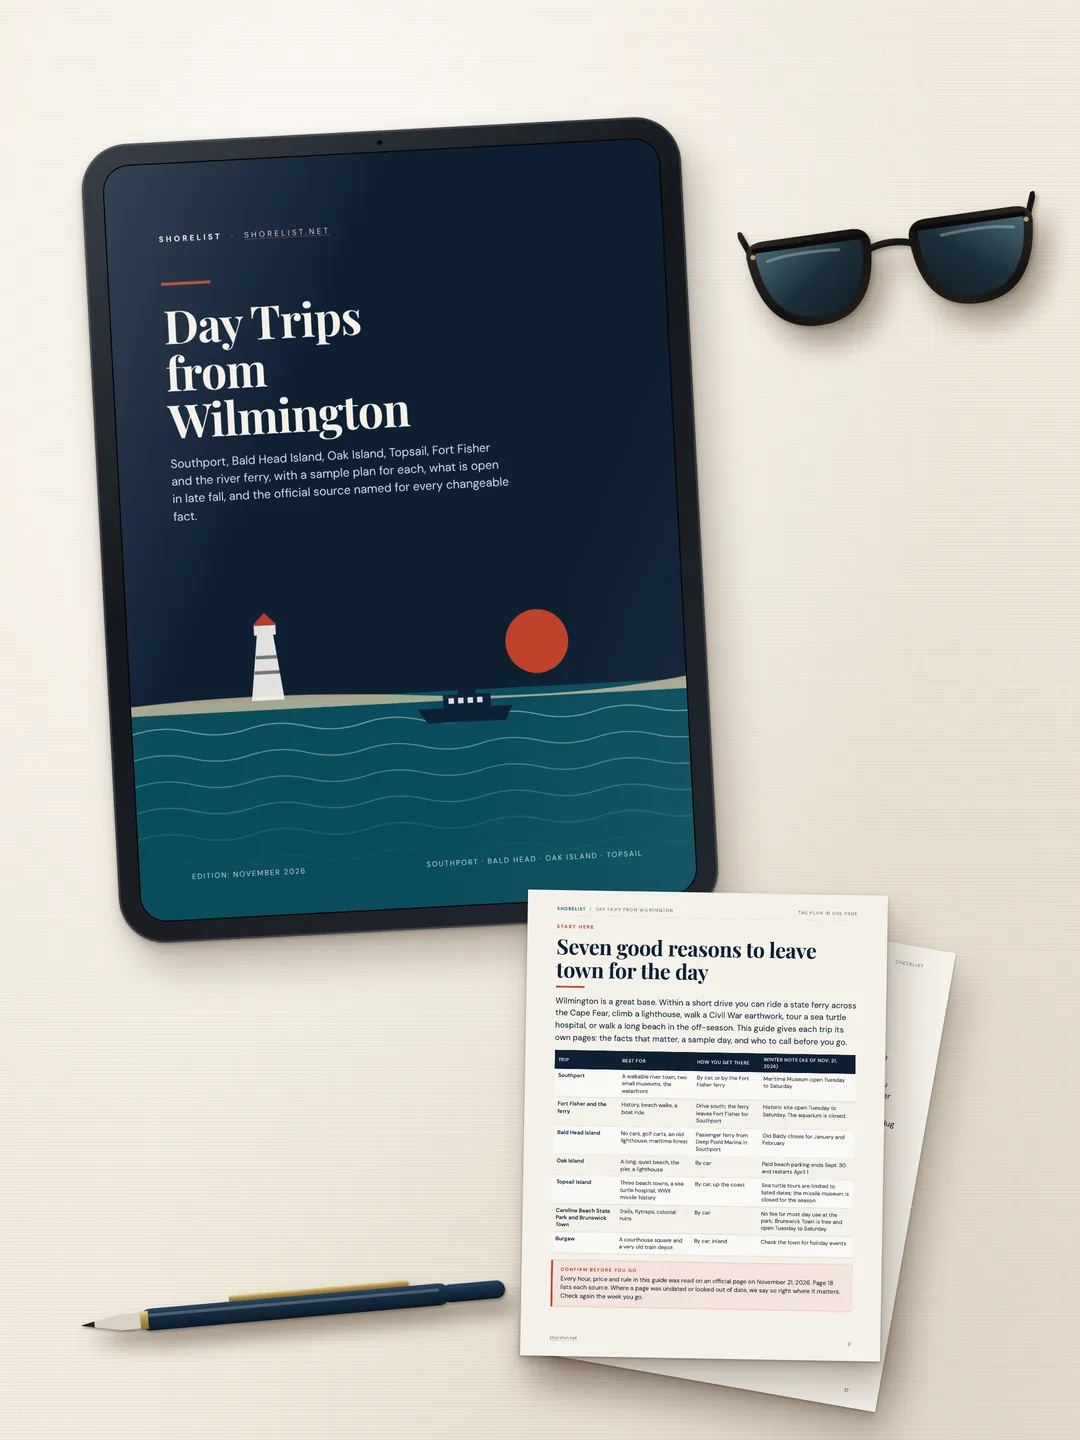 SHORELIST · SHORELIST.NET
Day Trips
from
Wilmington
Southport, Bald Head Island, Oak Island, Topsail, Fort Fisher
and the river ferry, with a sample plan for each, what is open
in late fall, and the official source named for every changeable
fact.
EDITION: NOVEMBER 2026
SOUTHPORT · BALD HEAD · OAK ISLAND · TOPSAIL
SHORELIST / DAY TRIPS FROM WILMINGTON
THE PLAN IN ONE PAGE
START HERE
Seven good reasons to leave
town for the day
Wilmington is a great base. Within a short drive you can ride a state ferry across
the Cape Fear, climb a lighthouse, walk a Civil War earthwork, tour a sea turtle
hospital, or walk a long beach in the off-season. This guide gives each trip its
own pages: the facts that matter, a sample day, and who to call before you go.
TRIP
BEST FOR
HOW YOU GET THERE
WINTER NOTE (AS OF NOV. 21,
2026)
Southport
A walkable river town, two
small museums, the
waterfront
By car, or by the Fort
Fisher ferry
Maritime Museum open Tuesday
to Saturday
Fort Fisher and the
ferry
History, beach walks, a
boat ride
Drive south; the ferry
leaves Fort Fisher for
Southport
Historic site open Tuesday to
Saturday. The aquarium is closed.
Bald Head Island
No cars, golf carts, an old
lighthouse, maritime forest
Passenger ferry from
Deep Point Marina in
Southport
Old Baldy closes for January and
February
Oak Island
A long, quiet beach, the
pier, a lighthouse
By car
Paid beach parking ends Sept. 30
and restarts April 1
Topsail Island
Three beach towns, a sea
turtle hospital, WWII
missile history
By car, up the coast
Sea turtle tours are limited to
listed dates; the missile museum is
closed for the season
Carolina Beach State
Park and Brunswick
Town
Trails, flytraps, colonial
ruins
By car
No fee for most day use at the
park; Brunswick Town is free and
open Tuesday to Saturday
Burgaw
A courthouse square and
a very old train depot
By car, inland
Check the town for holiday events
CONFIRM BEFORE YOU GO
Every hour, price and rule in this guide was read on an official page on November 21, 2026. Page 18
lists each source. Where a page was undated or looked out of date, we say so right where it matters.
Check again the week you go.
shorelist.net
2
CHECKLIST
17